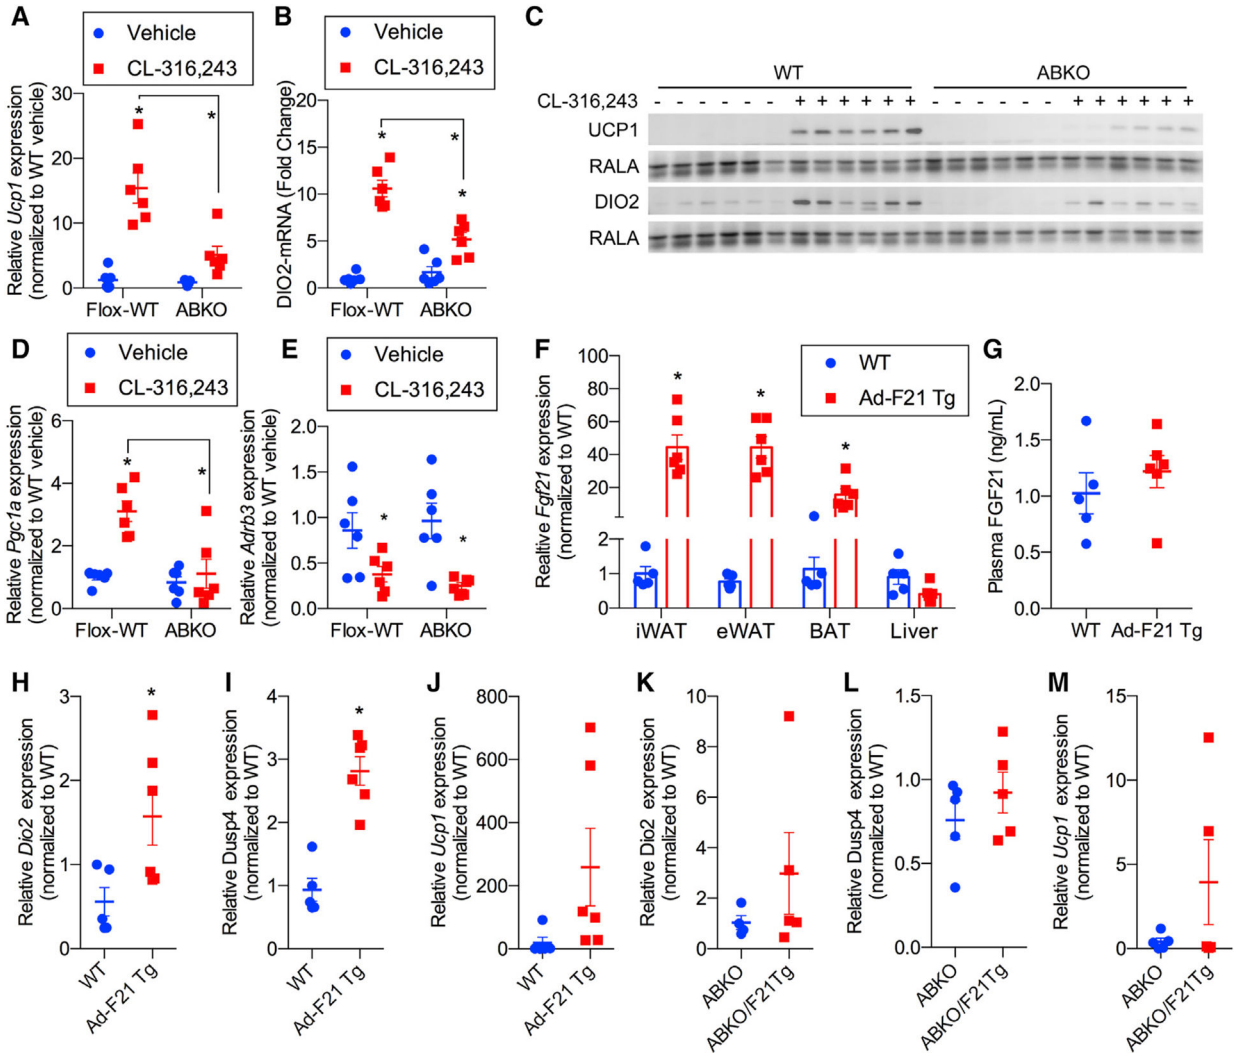 A
Vehicle
CL-316,243
Relative Ucp1 expression
(normalized to WT vehicle)
30
20
10
0
*
*
Flox-WT
ABKO
B
Vehicle
CL-316,243
DIO2-mRNA (Fold Change)
20
15
10
5
0
*
*
*
Flox-WT
ABKO
C
WT
ABKO
CL-316,243
- - - - - - + + + + + + - - - - - - + + + + + +
UCP1
RALA
DIO2
RALA
D
Vehicle
CL-316,243
Relative Pgc1a expression
(normalized to WT vehicle)
6
4
2
0
*
*
Flox-WT
ABKO
E
Vehicle
CL-316,243
Relative Adrb3 expression
(normalized to WT vehicle)
2.0
1.5
1.0
0.5
0.0
*
*
Flox-WT
ABKO
F
WT
Ad-F21 Tg
Realtive Fgf21 expression
(normalized to WT)
100
80
60
40
20
2
1
0
*
*
*
iWAT
eWAT
BAT
Liver
G
Plasma FGF21 (ng/mL)
2.0
1.5
1.0
0.5
0.0
WT
Ad-F21 Tg
H
Relative Dio2 expression
(normalized to WT)
3
2
1
0
*
WT
Ad-F21 Tg
I
Relative Dusp4 expression
(normalized to WT)
4
3
2
1
0
*
WT
Ad-F21 Tg
J
Relative Ucp1 expression
(normalized to WT)
800
600
400
200
0
WT
Ad-F21 Tg
K
Relative Dio2 expression
(normalized to WT)
10
8
6
4
2
0
ABKO
ABKO/F21Tg
L
Relative Dusp4 expression
(normalized to WT)
1.5
1.0
0.5
0.0
ABKO
ABKO/F21Tg
M
Relative Ucp1 expression
(normalized to WT)
15
10
5
0
ABKO
ABKO/F21Tg